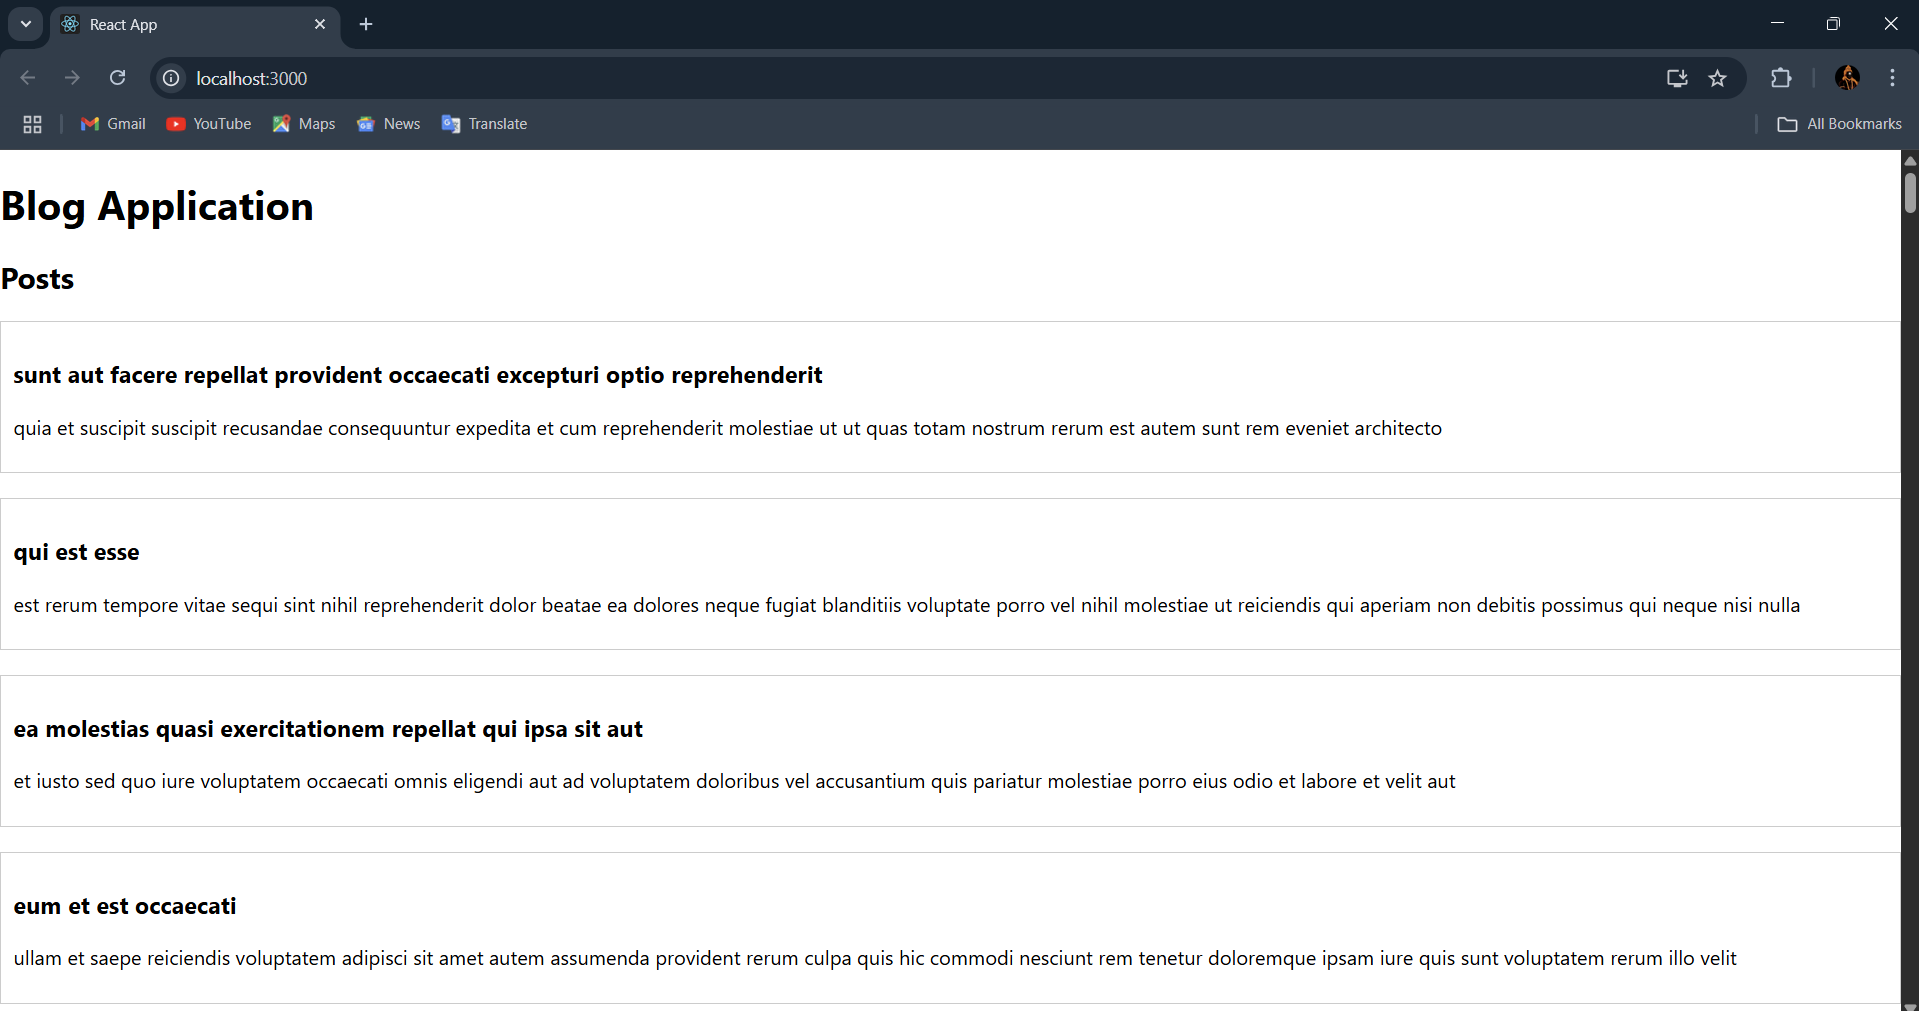 React App
localhost:3000
Gmail YouTube Maps News Translate All Bookmarks
Blog Application
Posts
sunt aut facere repellat provident occaecati excepturi optio reprehenderit
quia et suscipit suscipit recusandae consequuntur expedita et cum reprehenderit molestiae ut ut quas totam nostrum rerum est autem sunt rem eveniet architecto
qui est esse
est rerum tempore vitae sequi sint nihil reprehenderit dolor beatae ea dolores neque fugiat blanditiis voluptate porro vel nihil molestiae ut reiciendis qui aperiam non debitis possimus qui neque nisi nulla
ea molestias quasi exercitationem repellat qui ipsa sit aut
et iusto sed quo iure voluptatem occaecati omnis eligendi aut ad voluptatem doloribus vel accusantium quis pariatur molestiae porro eius odio et labore et velit aut
eum et est occaecati
ullam et saepe reiciendis voluptatem adipisci sit amet autem assumenda provident rerum culpa quis hic commodi nesciunt rem tenetur doloremque ipsam iure quis sunt voluptatem rerum illo velit